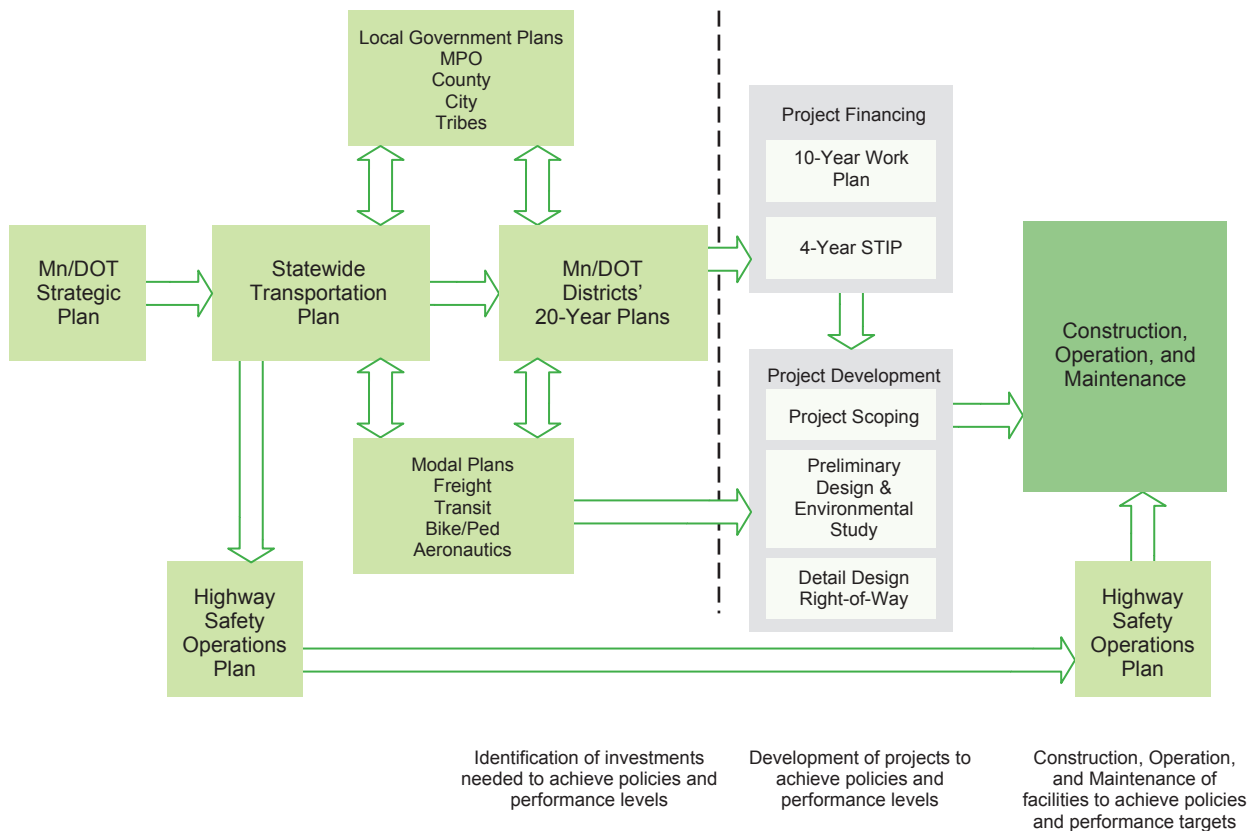 Local Government Plans
MPO
County
City
Tribes
Mn/DOT
Strategic
Plan
Statewide
Transportation
Plan
Mn/DOT
Districts’
20-Year Plans
Modal Plans
Freight
Transit
Bike/Ped
Aeronautics
Highway
Safety
Operations
Plan
Project Financing
10-Year Work
Plan
4-Year STIP
Project Development
Project Scoping
Preliminary
Design &
Environmental
Study
Detail Design
Right-of-Way
Construction,
Operation, and
Maintenance
Highway
Safety
Operations
Plan
Identification of investments
needed to achieve policies and
performance levels
Development of projects to
achieve policies and
performance levels
Construction, Operation,
and Maintenance of
facilities to achieve policies
and performance targets